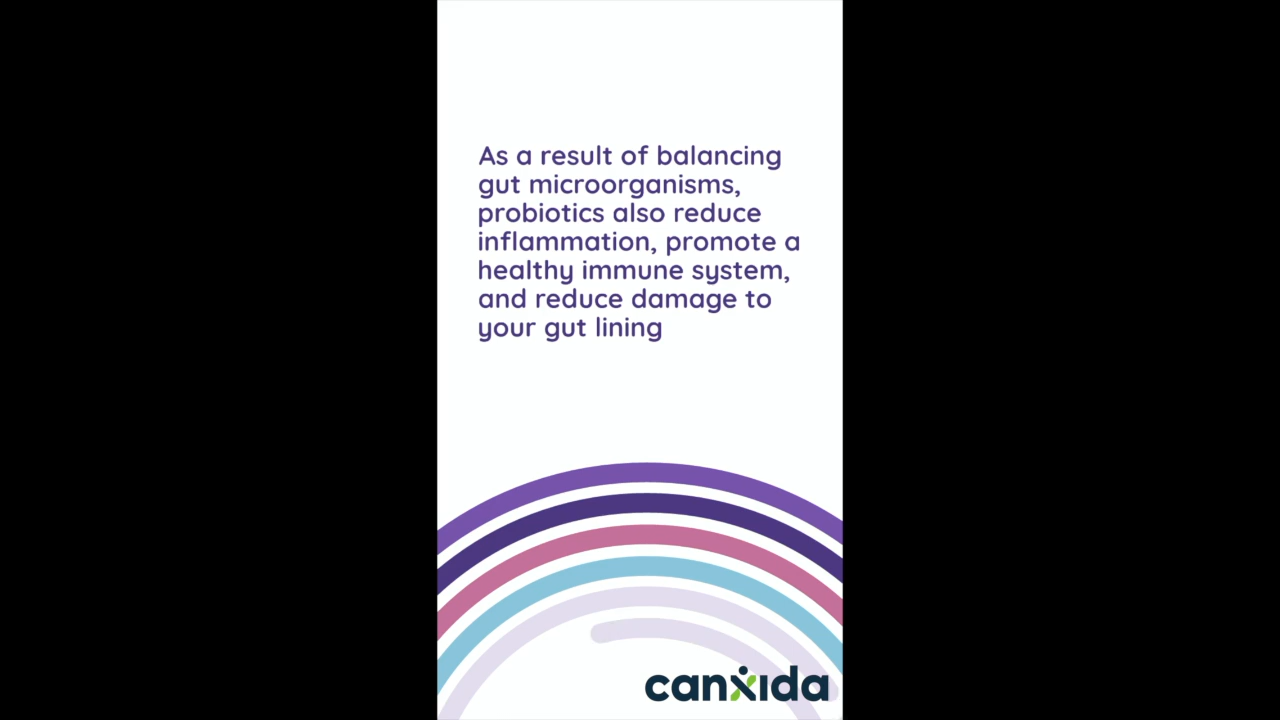 As a result of balancing
gut microorganisms,
probiotics also reduce
inflammation, promote a
healthy immune system,
and reduce damage to
your gut lining
canxida